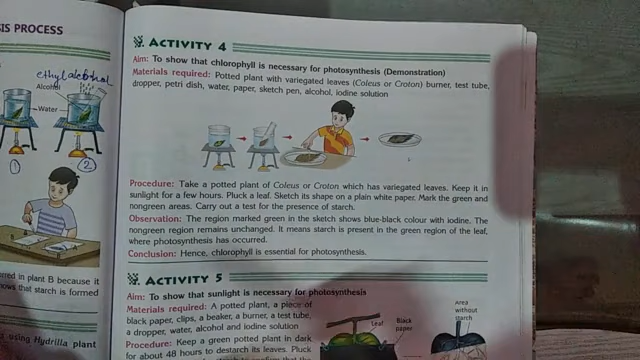 SIS PROCESS
ethylalcohol
Alcohol
Water
1
2
rred in plant B because it
hows that starch is formed
using Hydrilla plant
ACTIVITY 4
Aim: To show that chlorophyll is necessary for photosynthesis (Demonstration)
Materials required: Potted plant with variegated leaves (Coleus or Croton) burner, test tube,
dropper, petri dish, water, paper, sketch pen, alcohol, iodine solution
Procedure: Take a potted plant of Coleus or Croton which has variegated leaves. Keep it in
sunlight for a few hours. Pluck a leaf. Sketch its shape on a plain white paper. Mark the green and
nongreen areas. Carry out a test for the presence of starch.
Observation: The region marked green in the sketch shows blue-black colour with iodine. The
nongreen region remains unchanged. It means starch is present in the green region of the leaf,
where photosynthesis has occurred.
Conclusion: Hence, chlorophyll is essential for photosynthesis.
ACTIVITY 5
Aim: To show that sunlight is necessary for photosynthesis
Materials required: A potted plant, a piece of
black paper, clips, a beaker, a burner, a test tube,
a dropper, water, alcohol and iodine solution
Procedure: Keep a green potted plant in dark
for about 48 hours to destarch its leaves. Pluck
Leaf
Black
paper
Area
without
starch